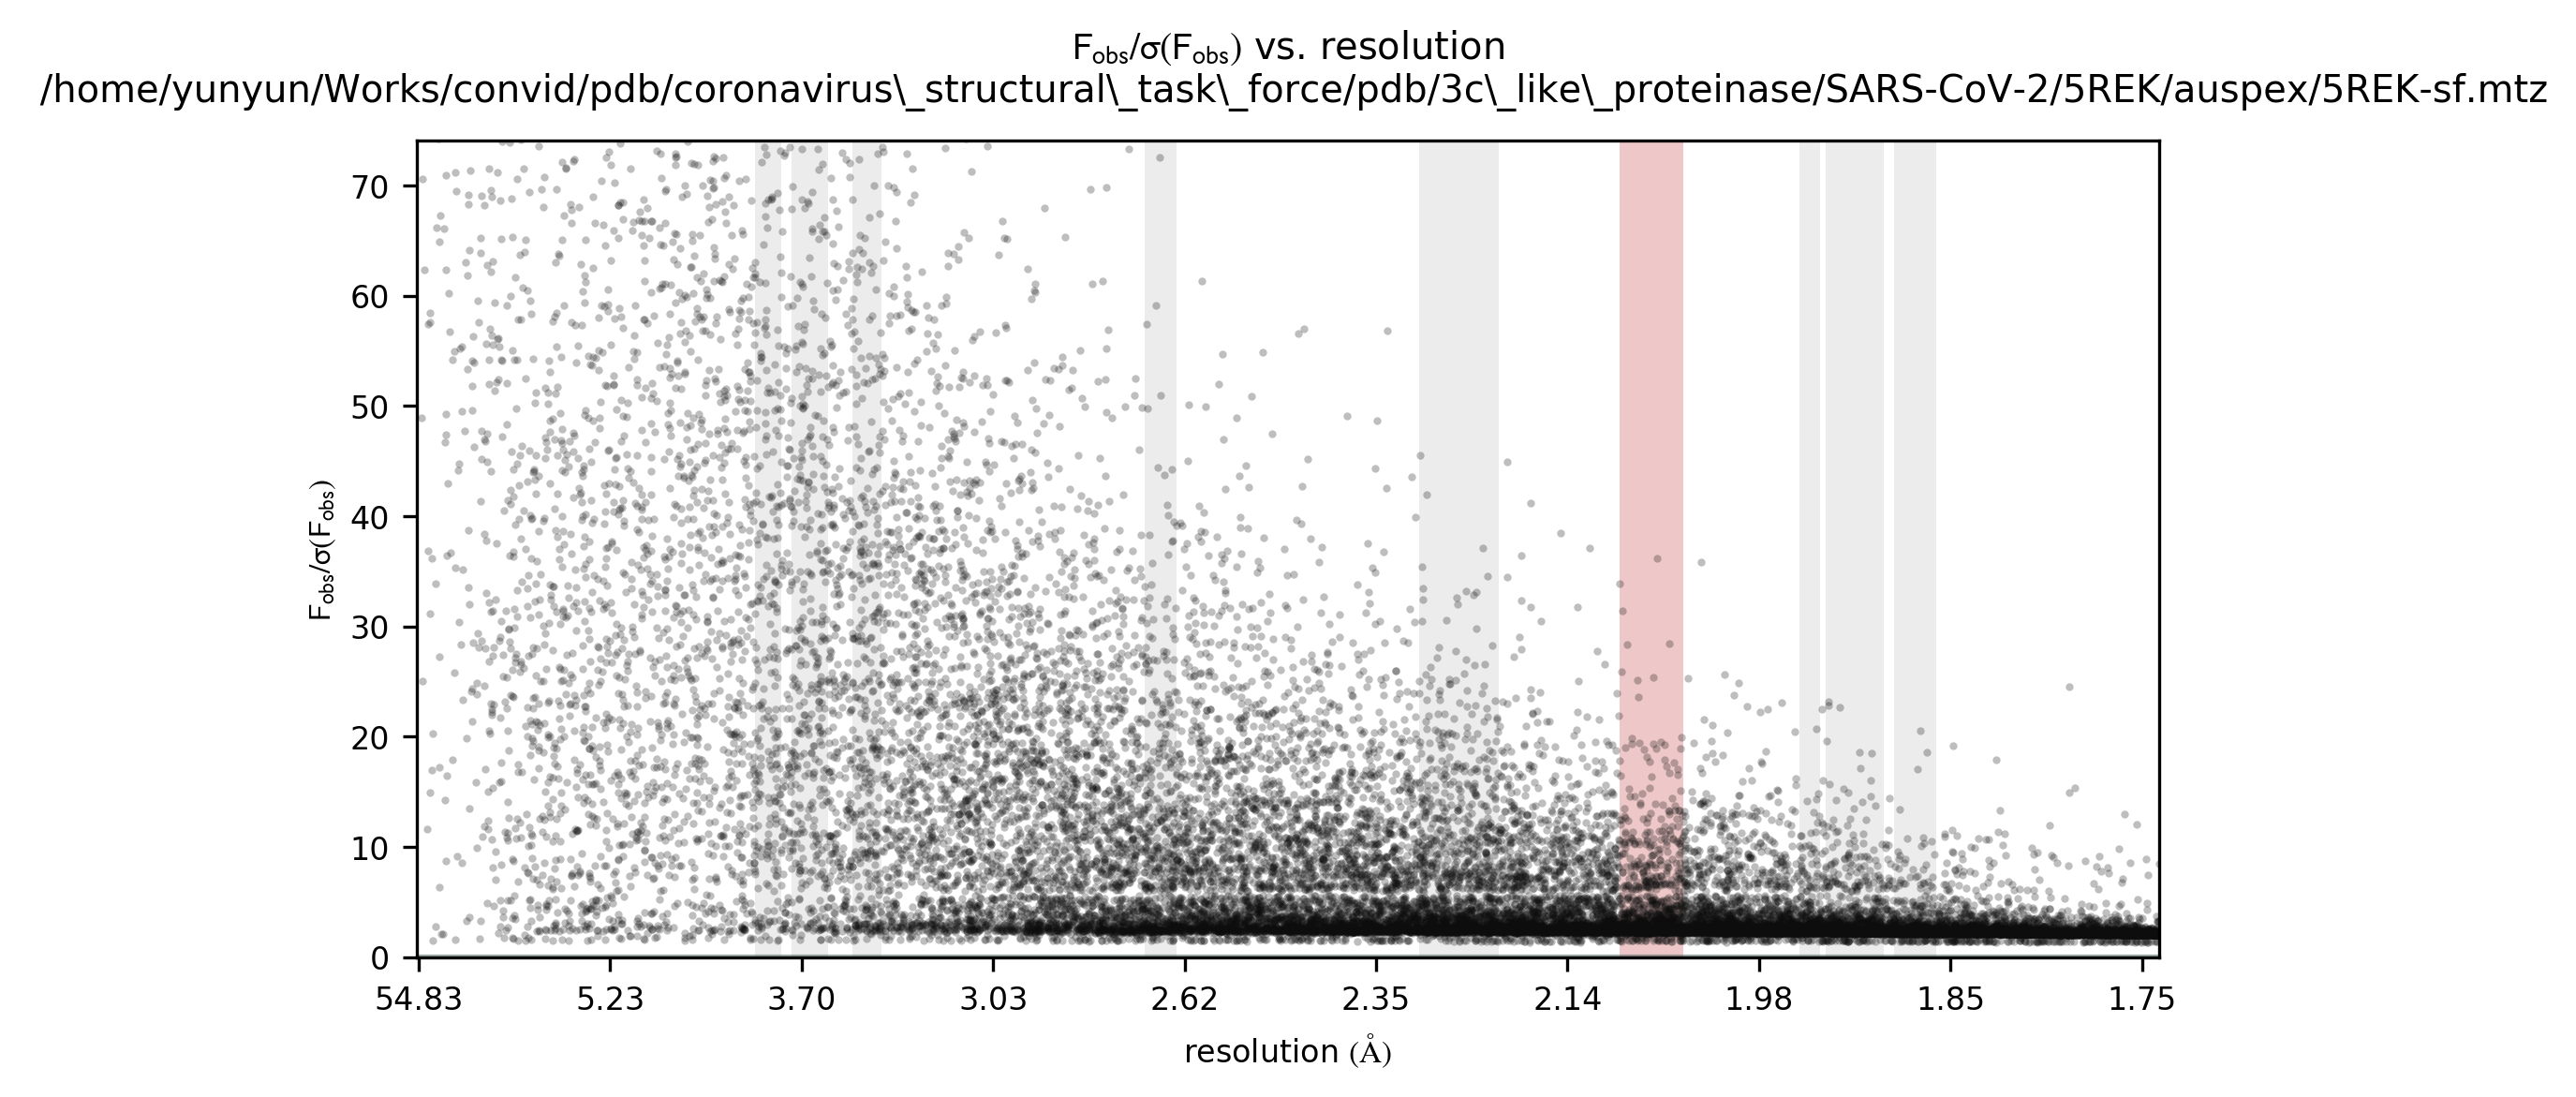 Fobs/σ(Fobs) vs. resolution
/home/yunyun/Works/convid/pdb/coronavirus\_structural\_task\_force/pdb/3c\_like\_proteinase/SARS-CoV-2/5REK/auspex/5REK-sf.mtz
70
60
50
40
30
20
10
0
Fobs/σ(Fobs)
54.83 5.23 3.70 3.03 2.62 2.35 2.14 1.98 1.85 1.75
resolution (Å)